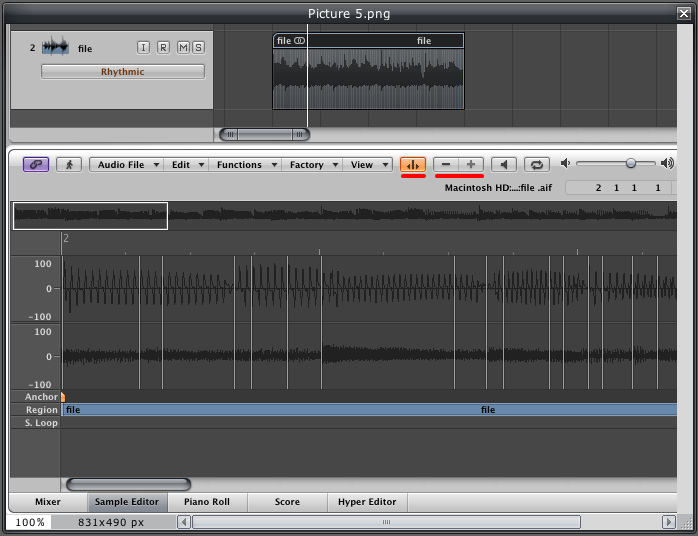 Picture 5.png
2 file I R M S
Rhythmic
file file
Audio File Edit Functions Factory View
Macintosh HD:...:file .aif 2 1 1 1
2
100
0
-100
100
0
-100
Anchor
Region file file
S. Loop
Mixer Sample Editor Piano Roll Score Hyper Editor
100% 831x490 px